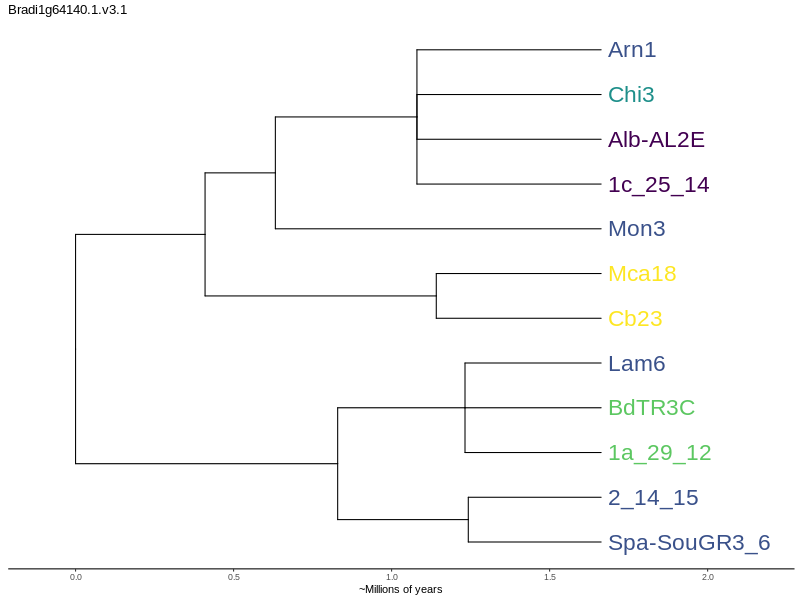 Bradi1g64140.1.v3.1
Arn1
Chi3
Alb-AL2E
1c_25_14
Mon3
Mca18
Cb23
Lam6
BdTR3C
1a_29_12
2_14_15
Spa-SouGR3_6
0.0 0.5 1.0 1.5 2.0
~Millions of years